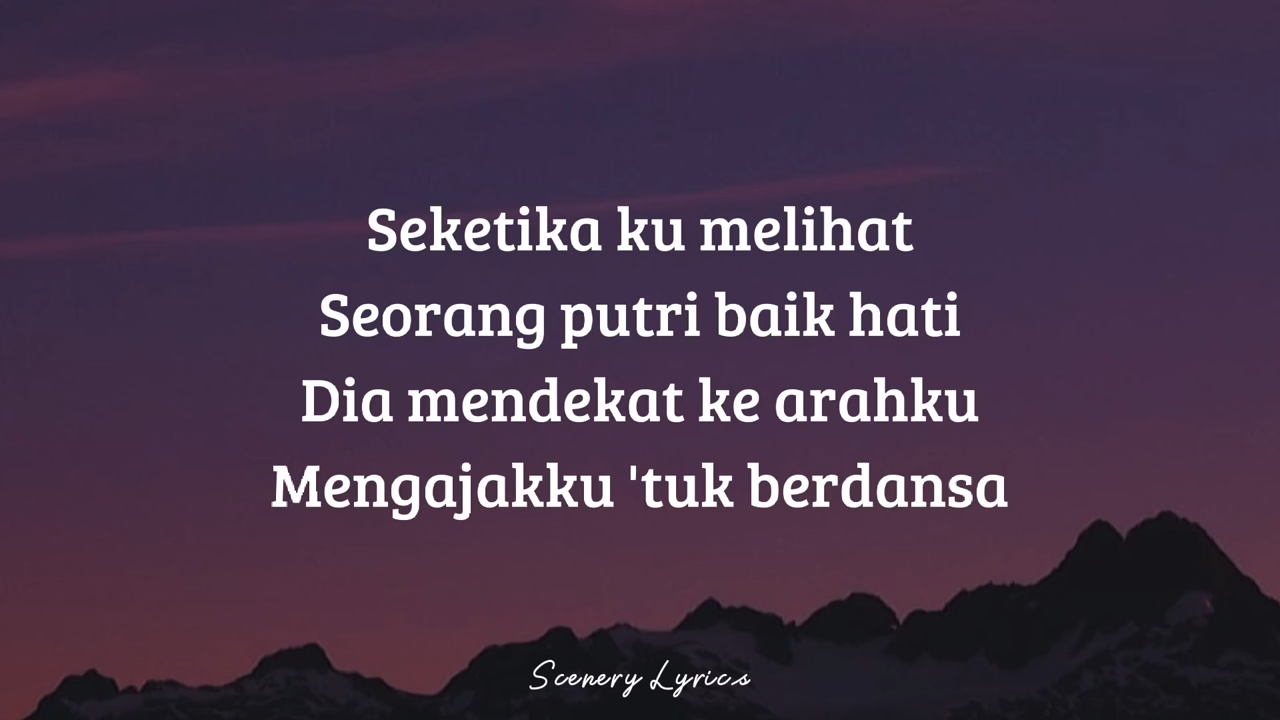 Seketika ku melihat
Seorang putri baik hati
Dia mendekat ke arahku
Mengajakku 'tuk berdansa
Scenery Lyrics